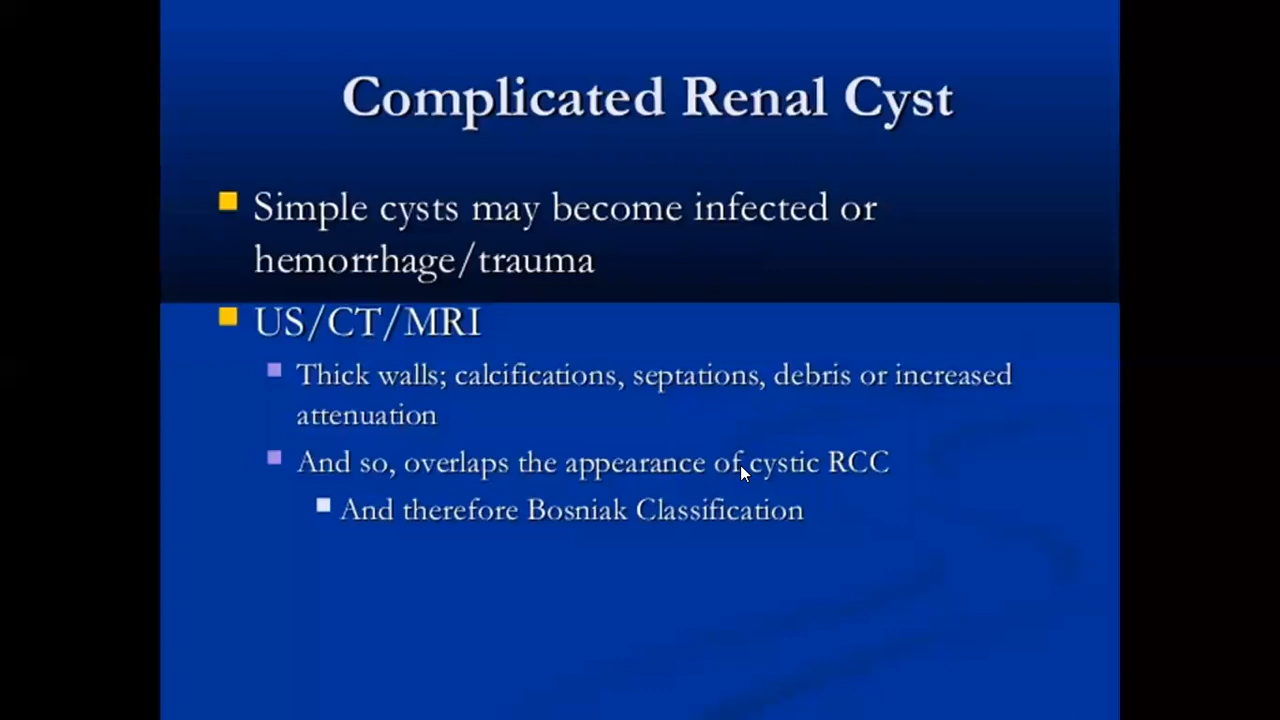 Complicated Renal Cyst
Simple cysts may become infected or
hemorrhage/trauma
US/CT/MRI
Thick walls; calcifications, septations, debris or increased
attenuation
And so, overlaps the appearance of cystic RCC
And therefore Bosniak Classification